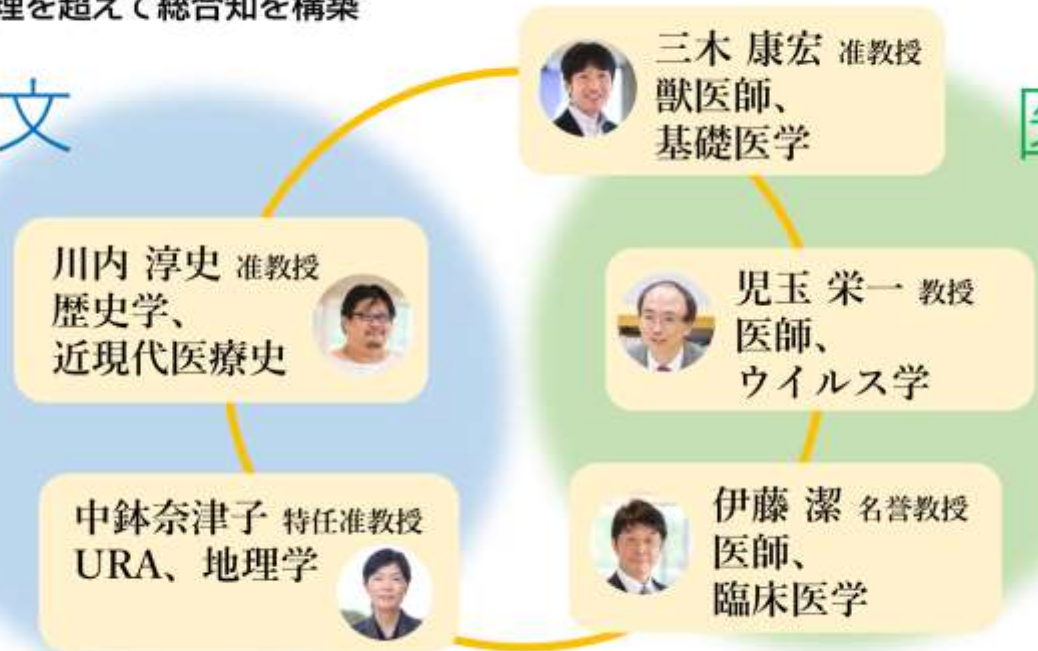 理を超えて総合知を構築
文
三木 康宏 准教授
獣医師、
基礎医学
川内 淳史 准教授
歴史学、
近現代医療史
児玉 栄一 教授
医師、
ウイルス学
中鉢奈津子 特任准教授
URA、地理学
伊藤 潔 名誉教授
医師、
臨床医学